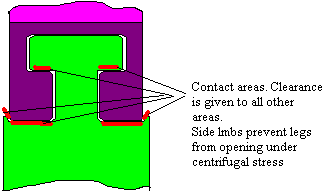 Contact areas. Clearance
is given to all other
areas.
Side lmbs prevent legs
from opening under
centrifugal stress